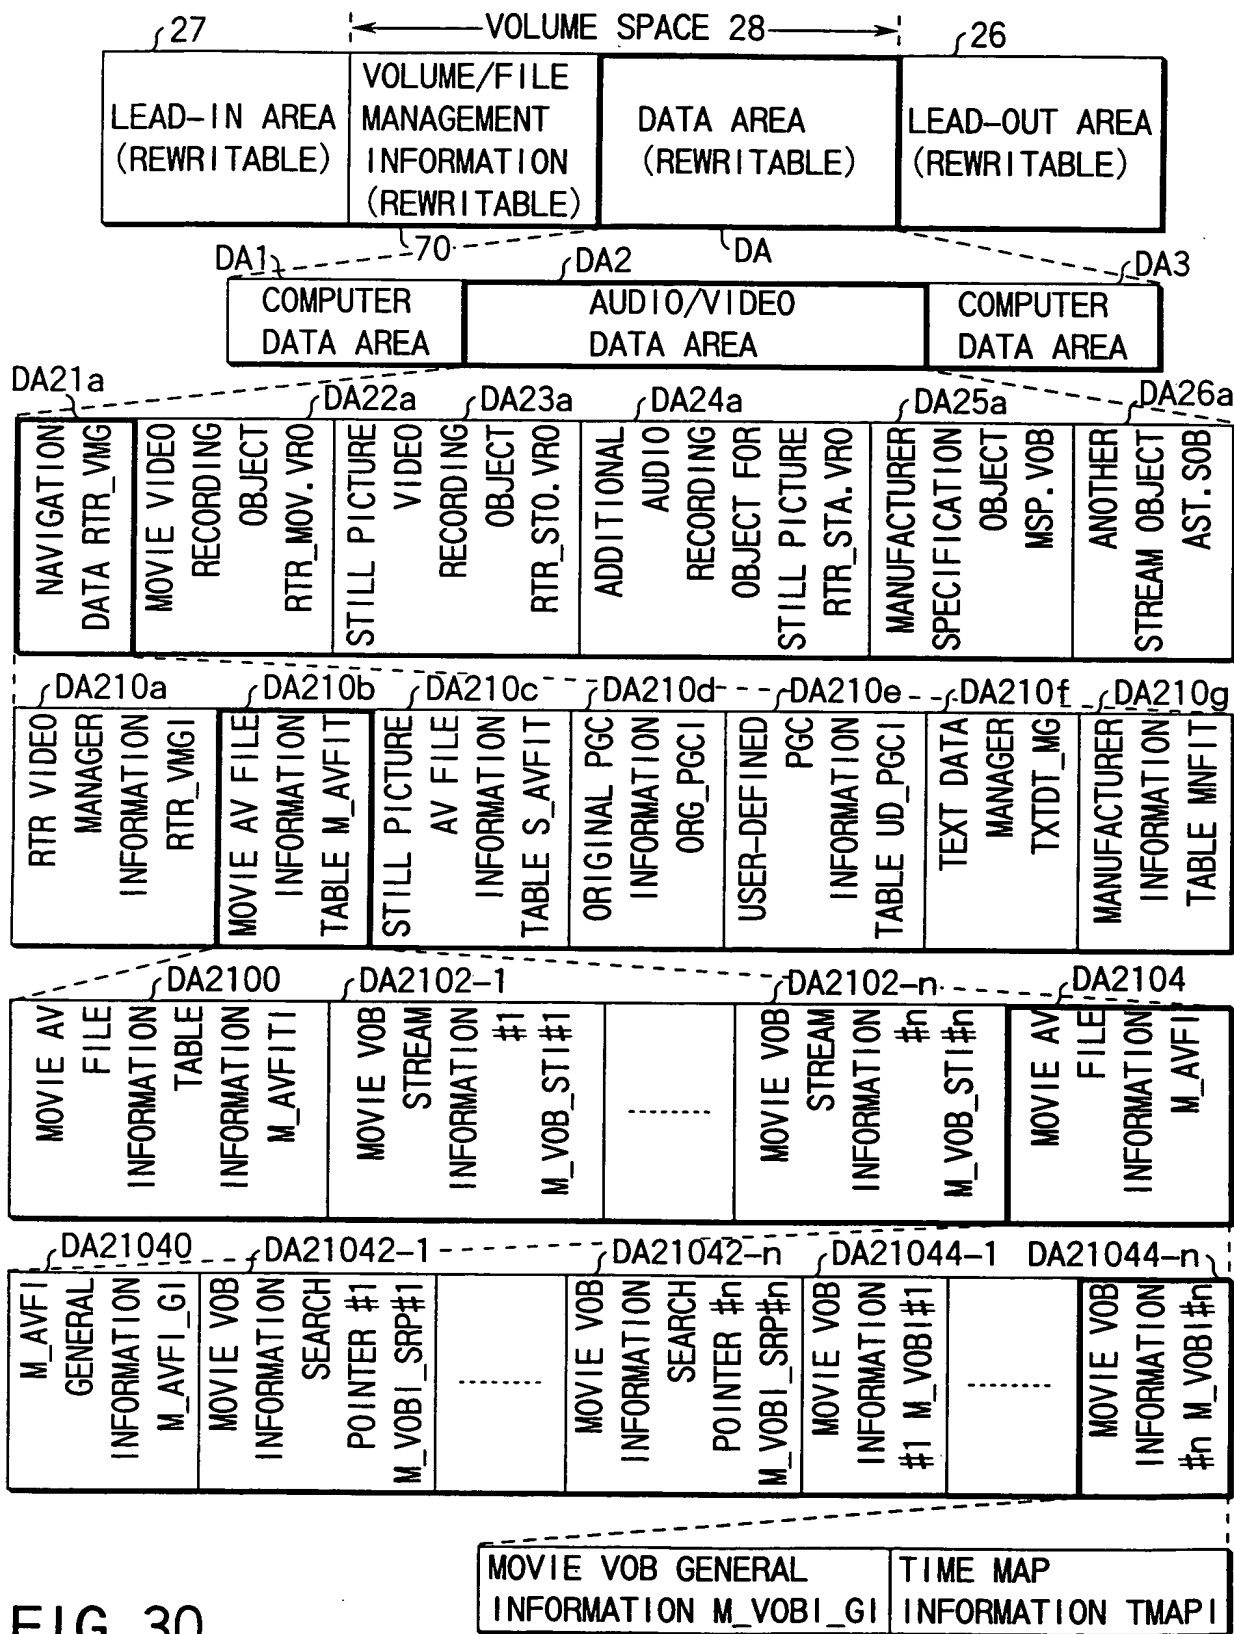 27
VOLUME SPACE 28
26
LEAD-IN AREA
(REWRITABLE)
VOLUME/FILE
MANAGEMENT
INFORMATION
(REWRITABLE)
DATA AREA
(REWRITABLE)
LEAD-OUT AREA
(REWRITABLE)
70
DA
DA1
DA2
DA3
COMPUTER
DATA AREA
AUDIO/VIDEO
DATA AREA
COMPUTER
DATA AREA
DA21a
DA22a
DA23a
DA24a
DA25a
DA26a
NAVIGATION
DATA RTR_VMG
MOVIE VIDEO
RECORDING
OBJECT
RTR_MOV.VRO
STILL PICTURE
VIDEO
RECORDING
OBJECT
RTR_STO.VRO
ADDITIONAL
AUDIO
RECORDING
OBJECT FOR
STILL PICTURE
RTR_STA.VRO
MANUFACTURER
SPECIFICATION
OBJECT
MSP.VOB
ANOTHER
STREAM OBJECT
AST.SOB
DA210a
DA210b
DA210c
DA210d
DA210e
DA210f
DA210g
RTR VIDEO
MANAGER
INFORMATION
RTR_VMGI
MOVIE AV FILE
INFORMATION
TABLE M_AVFIT
STILL PICTURE
AV FILE
INFORMATION
TABLE S_AVFIT
ORIGINAL PGC
INFORMATION
ORG_PGCI
USER-DEFINED
PGC
INFORMATION
TABLE UD_PGCI
TEXT DATA
MANAGER
TXTDT_MG
MANUFACTURER
INFORMATION
TABLE MNFIT
DA2100
DA2102-1
DA2102-n
DA2104
MOVIE AV
FILE
INFORMATION
TABLE
INFORMATION
M_AVFITI
MOVIE VOB
STREAM
INFORMATION
#1
M_VOB_STI#1
MOVIE VOB
STREAM
INFORMATION
#n
M_VOB_STI#n
MOVIE AV
FILE
INFORMATION
M_AVFI
DA21040
DA21042-1
DA21042-n
DA21044-1
DA21044-n
M_AVFI
GENERAL
INFORMATION
M_AVFI_GI
MOVIE VOB
INFORMATION
SEARCH
POINTER #1
M_VOBI_SRP#1
MOVIE VOB
INFORMATION
SEARCH
POINTER #n
M_VOBI_SRP#n
MOVIE VOB
INFORMATION
#1 M_VOBI#1
MOVIE VOB
INFORMATION
#n M_VOBI#n
MOVIE VOB GENERAL
INFORMATION M_VOBI_GI
TIME MAP
INFORMATION TMAPI
FIG. 30